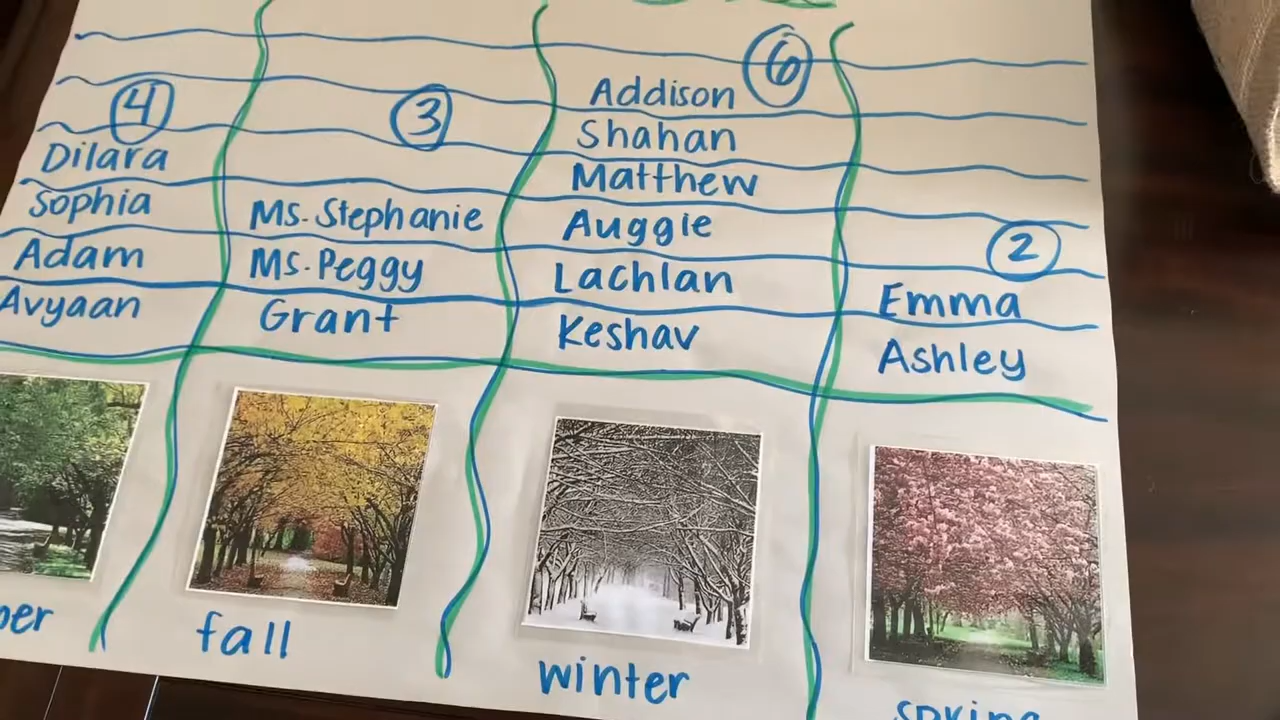 4
Dilara
Sophia
Adam
Avyaan
3
Ms. Stephanie
Ms. Peggy
Grant
6
Addison
Shahan
Matthew
Auggie
Lachlan
Keshav
2
Emma
Ashley
fall
winter
spring